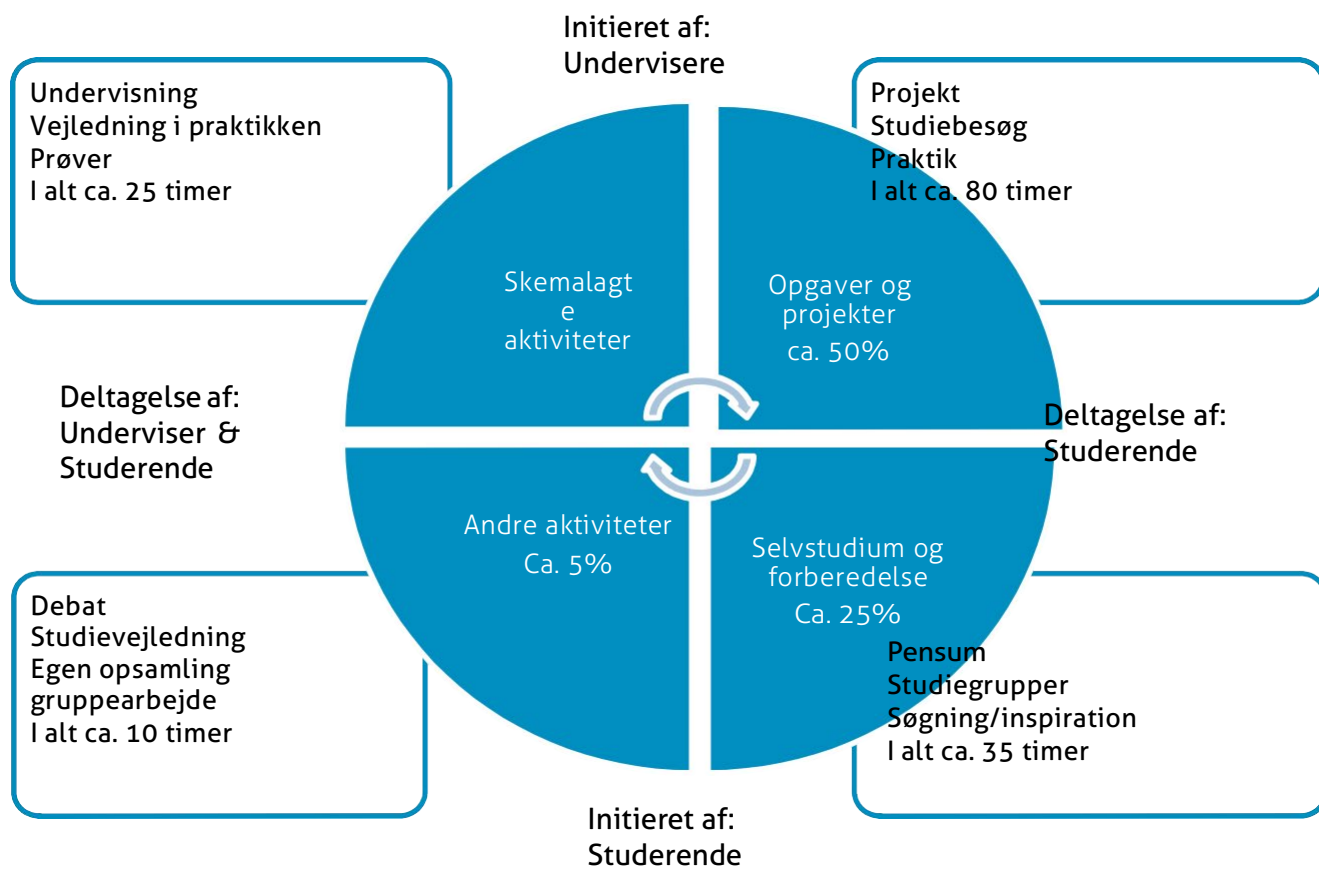 Initieret af:
Undervisere
Undervisning
Vejledning i praktikken
Prøver
I alt ca. 25 timer
Projekt
Studiebesøg
Praktik
I alt ca. 80 timer
Skemalagt
e
aktiviteter
Opgaver og
projekter
ca. 50%
Deltagelse af:
Underviser &
Studerende
Deltagelse af:
Studerende
Andre aktiviteter
Ca. 5%
Selvstudium og
forberedelse
Ca. 25%
Debat
Studievejledning
Egen opsamling
gruppearbejde
I alt ca. 10 timer
Pensum
Studiegrupper
Søgning/inspiration
I alt ca. 35 timer
Initieret af:
Studerende